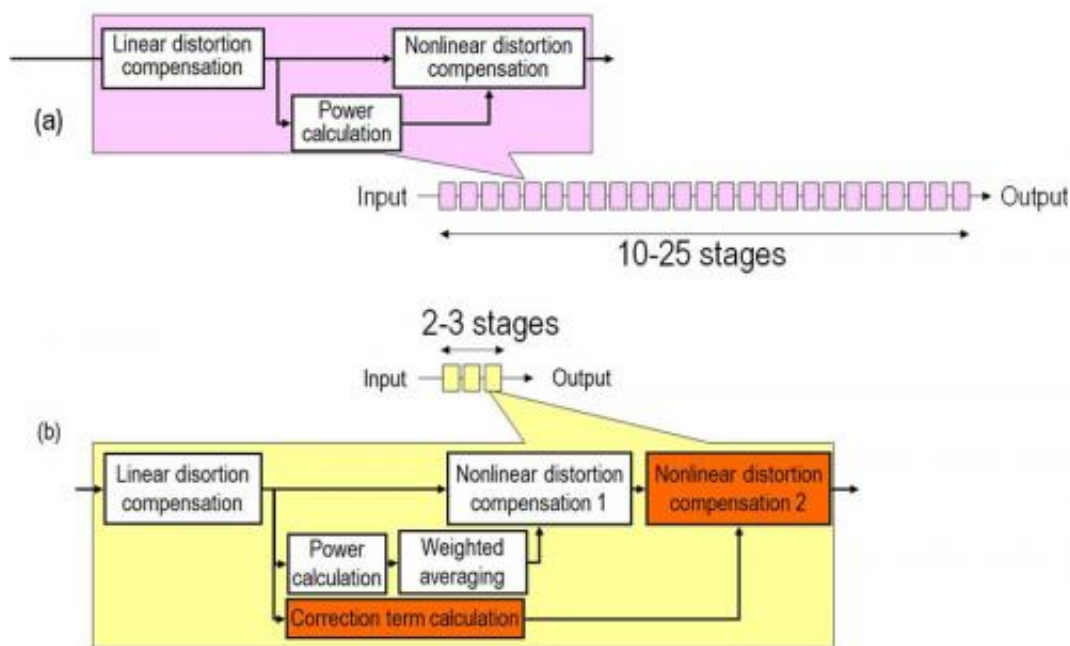 Linear distortion
compensation
Nonlinear distortion
compensation
Power
calculation
(a)
Input
Output
10-25 stages
2-3 stages
Input
Output
(b)
Linear disortion
compensation
Nonlinear distortion
compensation 1
Nonlinear distortion
compensation 2
Power
calculation
Weighted
averaging
Correction term calculation